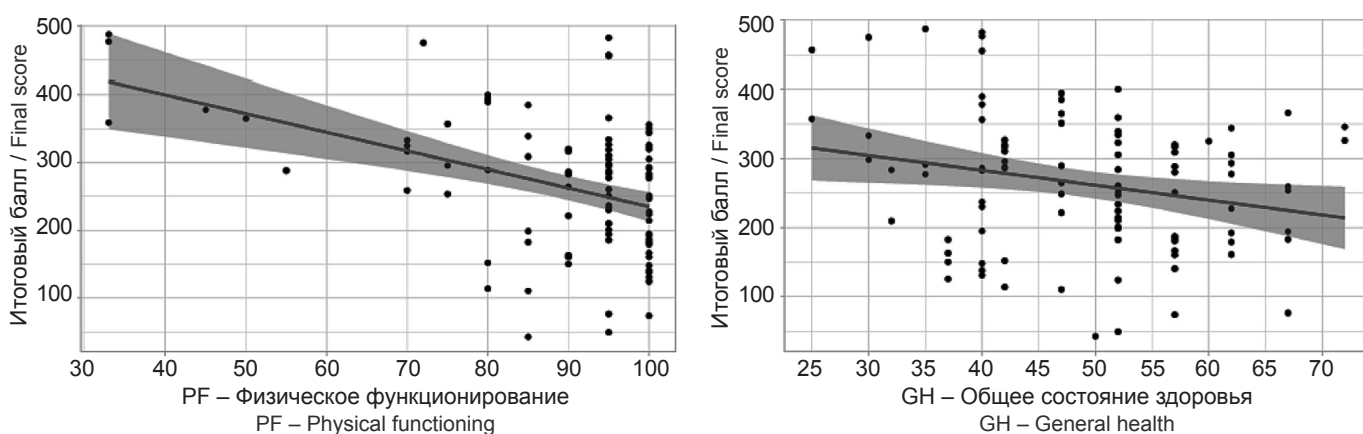 Итоговый балл / Final score
500
400
300
200
100
30 40 50 60 70 80 90 100
PF – Физическое функционирование
PF – Physical functioning
Итоговый балл / Final score
500
400
300
200
100
25 30 35 40 45 50 55 60 65 70
GH – Общее состояние здоровья
GH – General health